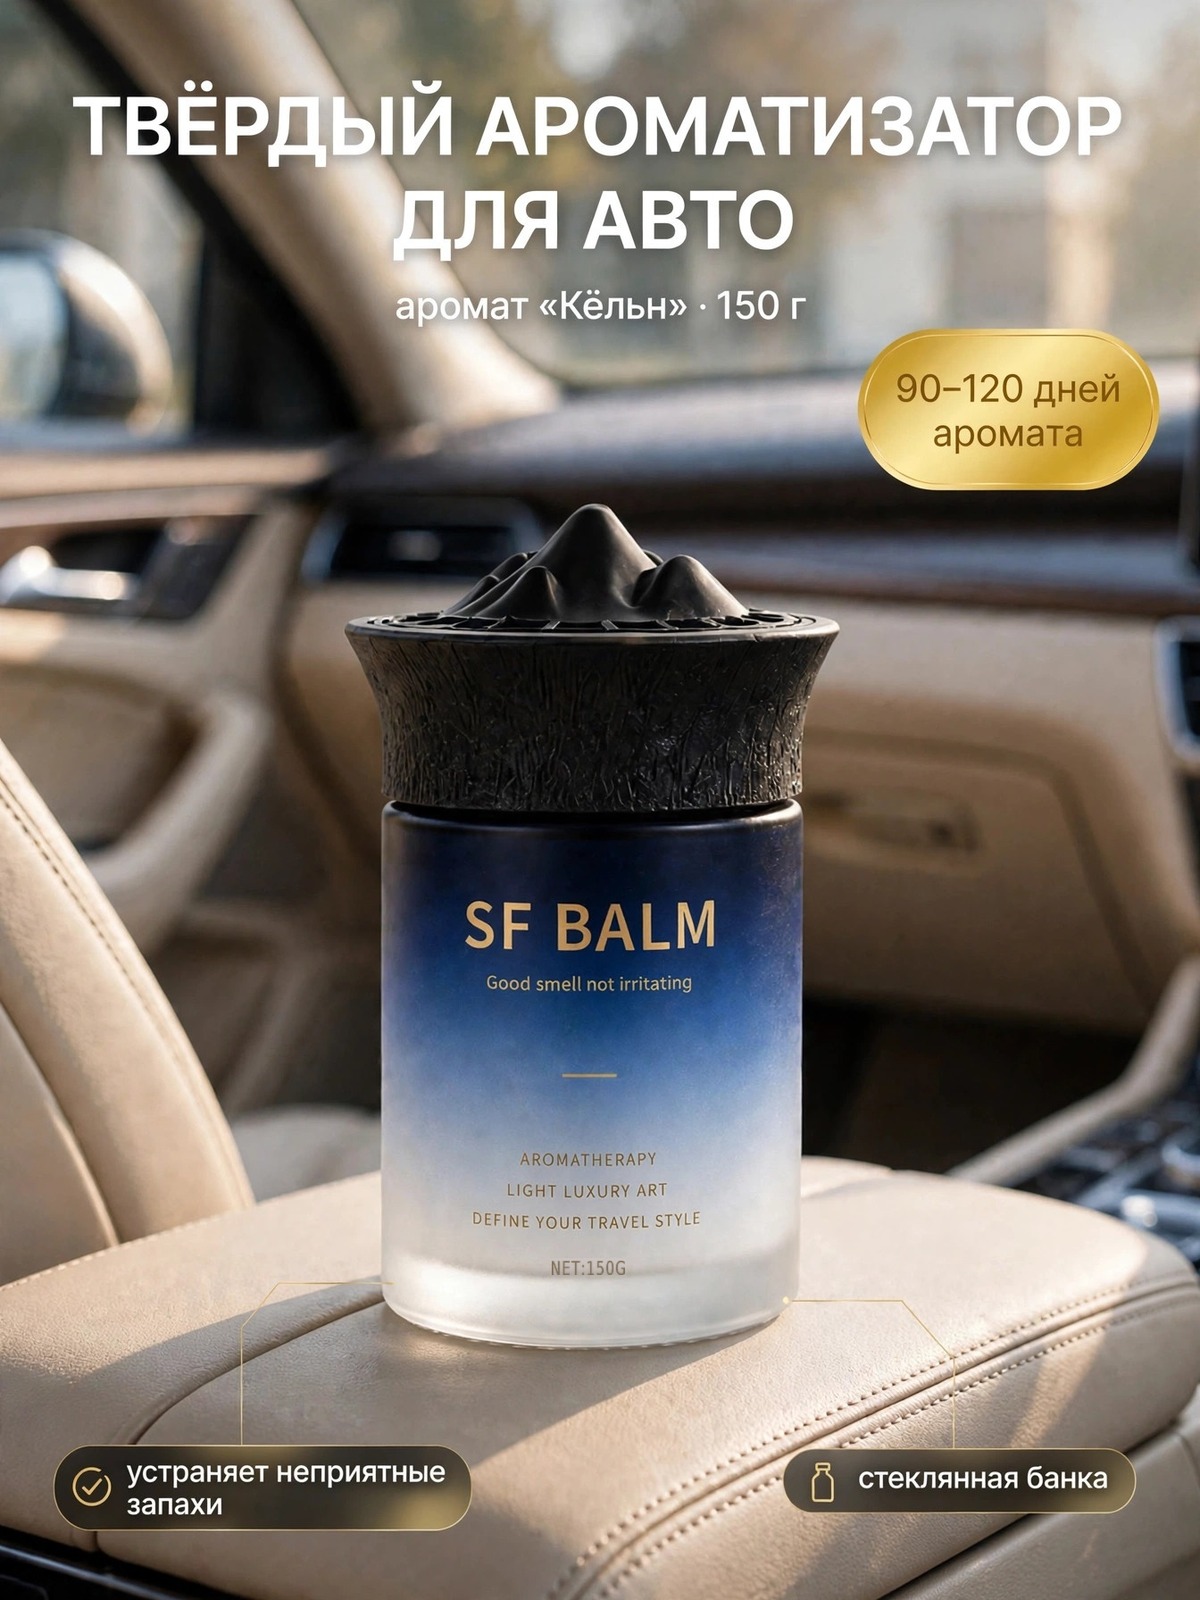 ТВЁРДЫЙ АРОМАТИЗАТОР
ДЛЯ АВТО
аромат «Кёльн» · 150 г
90–120 дней
аромата
SF BALM
Good smell not irritating
AROMATHERAPY
LIGHT LUXURY ART
DEFINE YOUR TRAVEL STYLE
NET:150G
устраняет неприятные
запахи
стеклянная банка